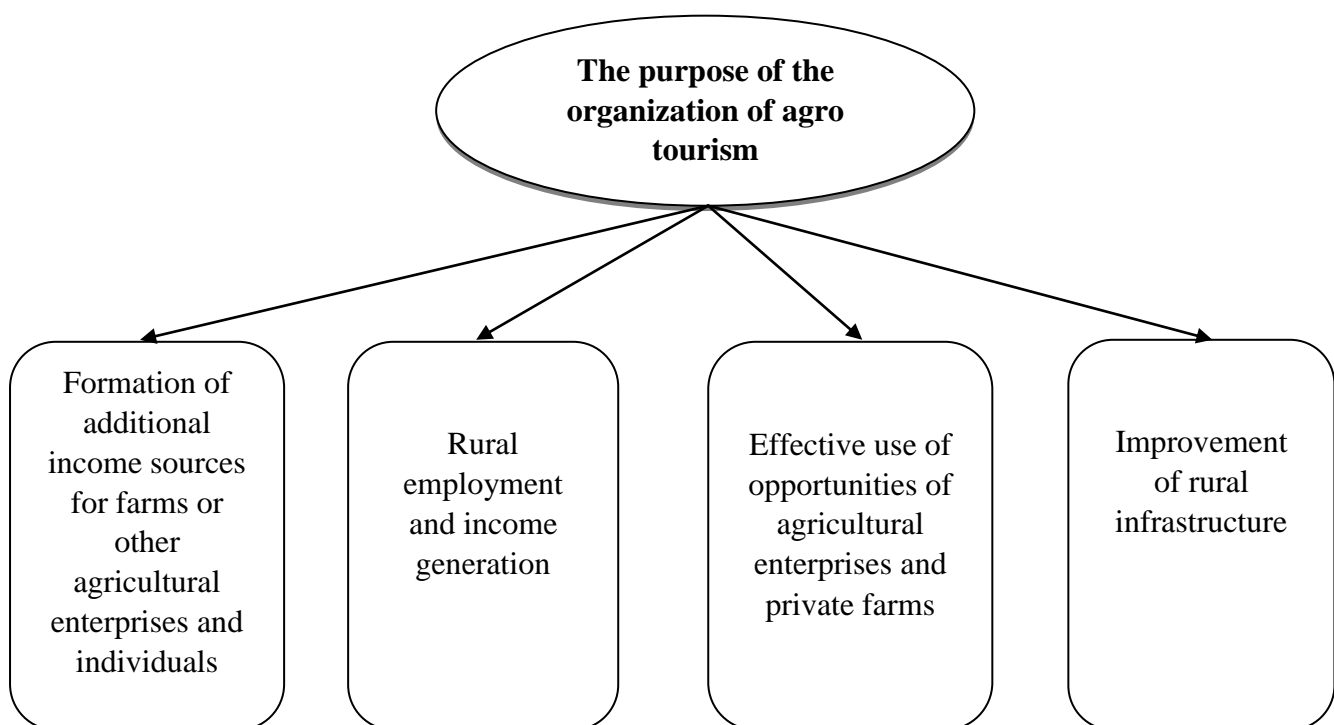 The purpose of the
organization of agro
tourism
Formation of
additional
income sources
for farms or
other
agricultural
enterprises and
individuals
Rural
employment
and income
generation
Effective use of
opportunities of
agricultural
enterprises and
private farms
Improvement
of rural
infrastructure